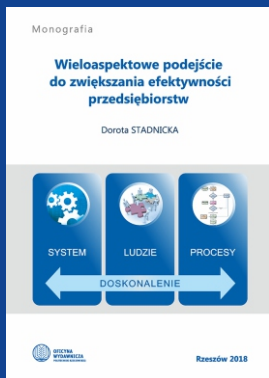 Monografia
Wieloaspektowe podejście
do zwiększania efektywności
przedsiębiorstw
Dorota STADNICKA
SYSTEM
LUDZIE
PROCESY
DOSKONALENIE
OFICYNA
WYDAWNICZA
Rzeszów 2018